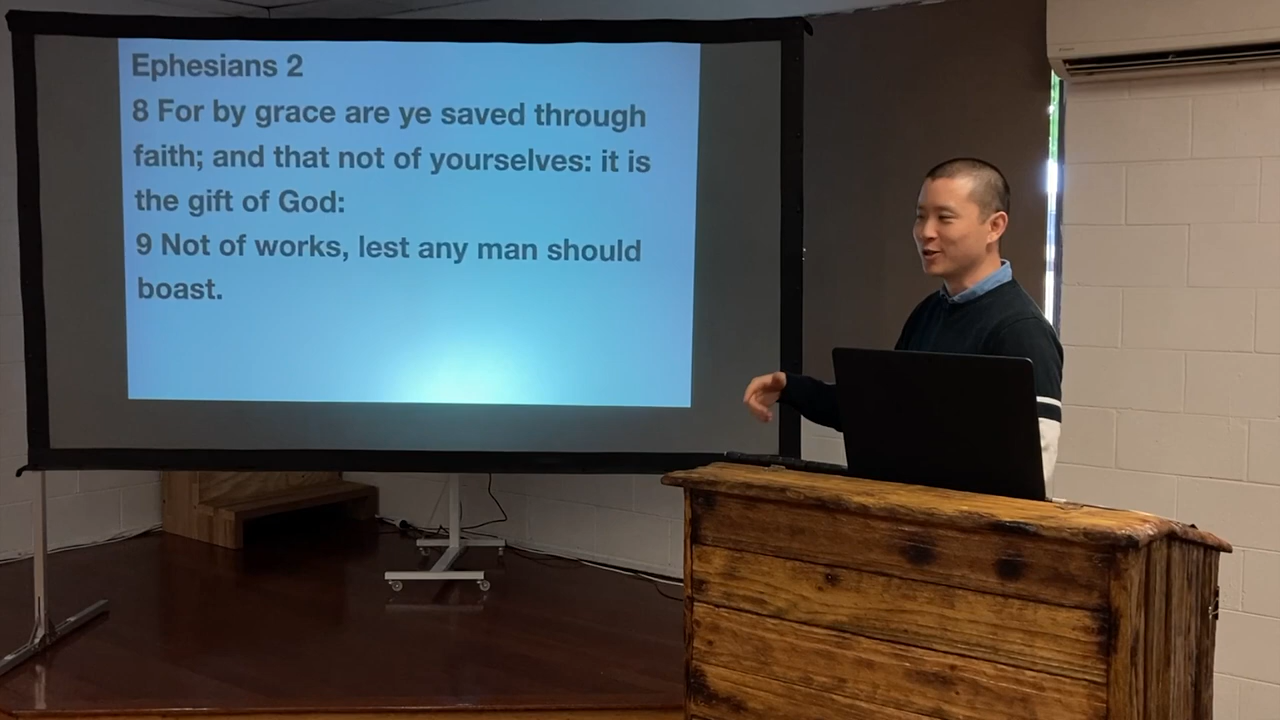 Ephesians 2
8 For by grace are ye saved through
faith; and that not of yourselves: it is
the gift of God:
9 Not of works, lest any man should
boast.